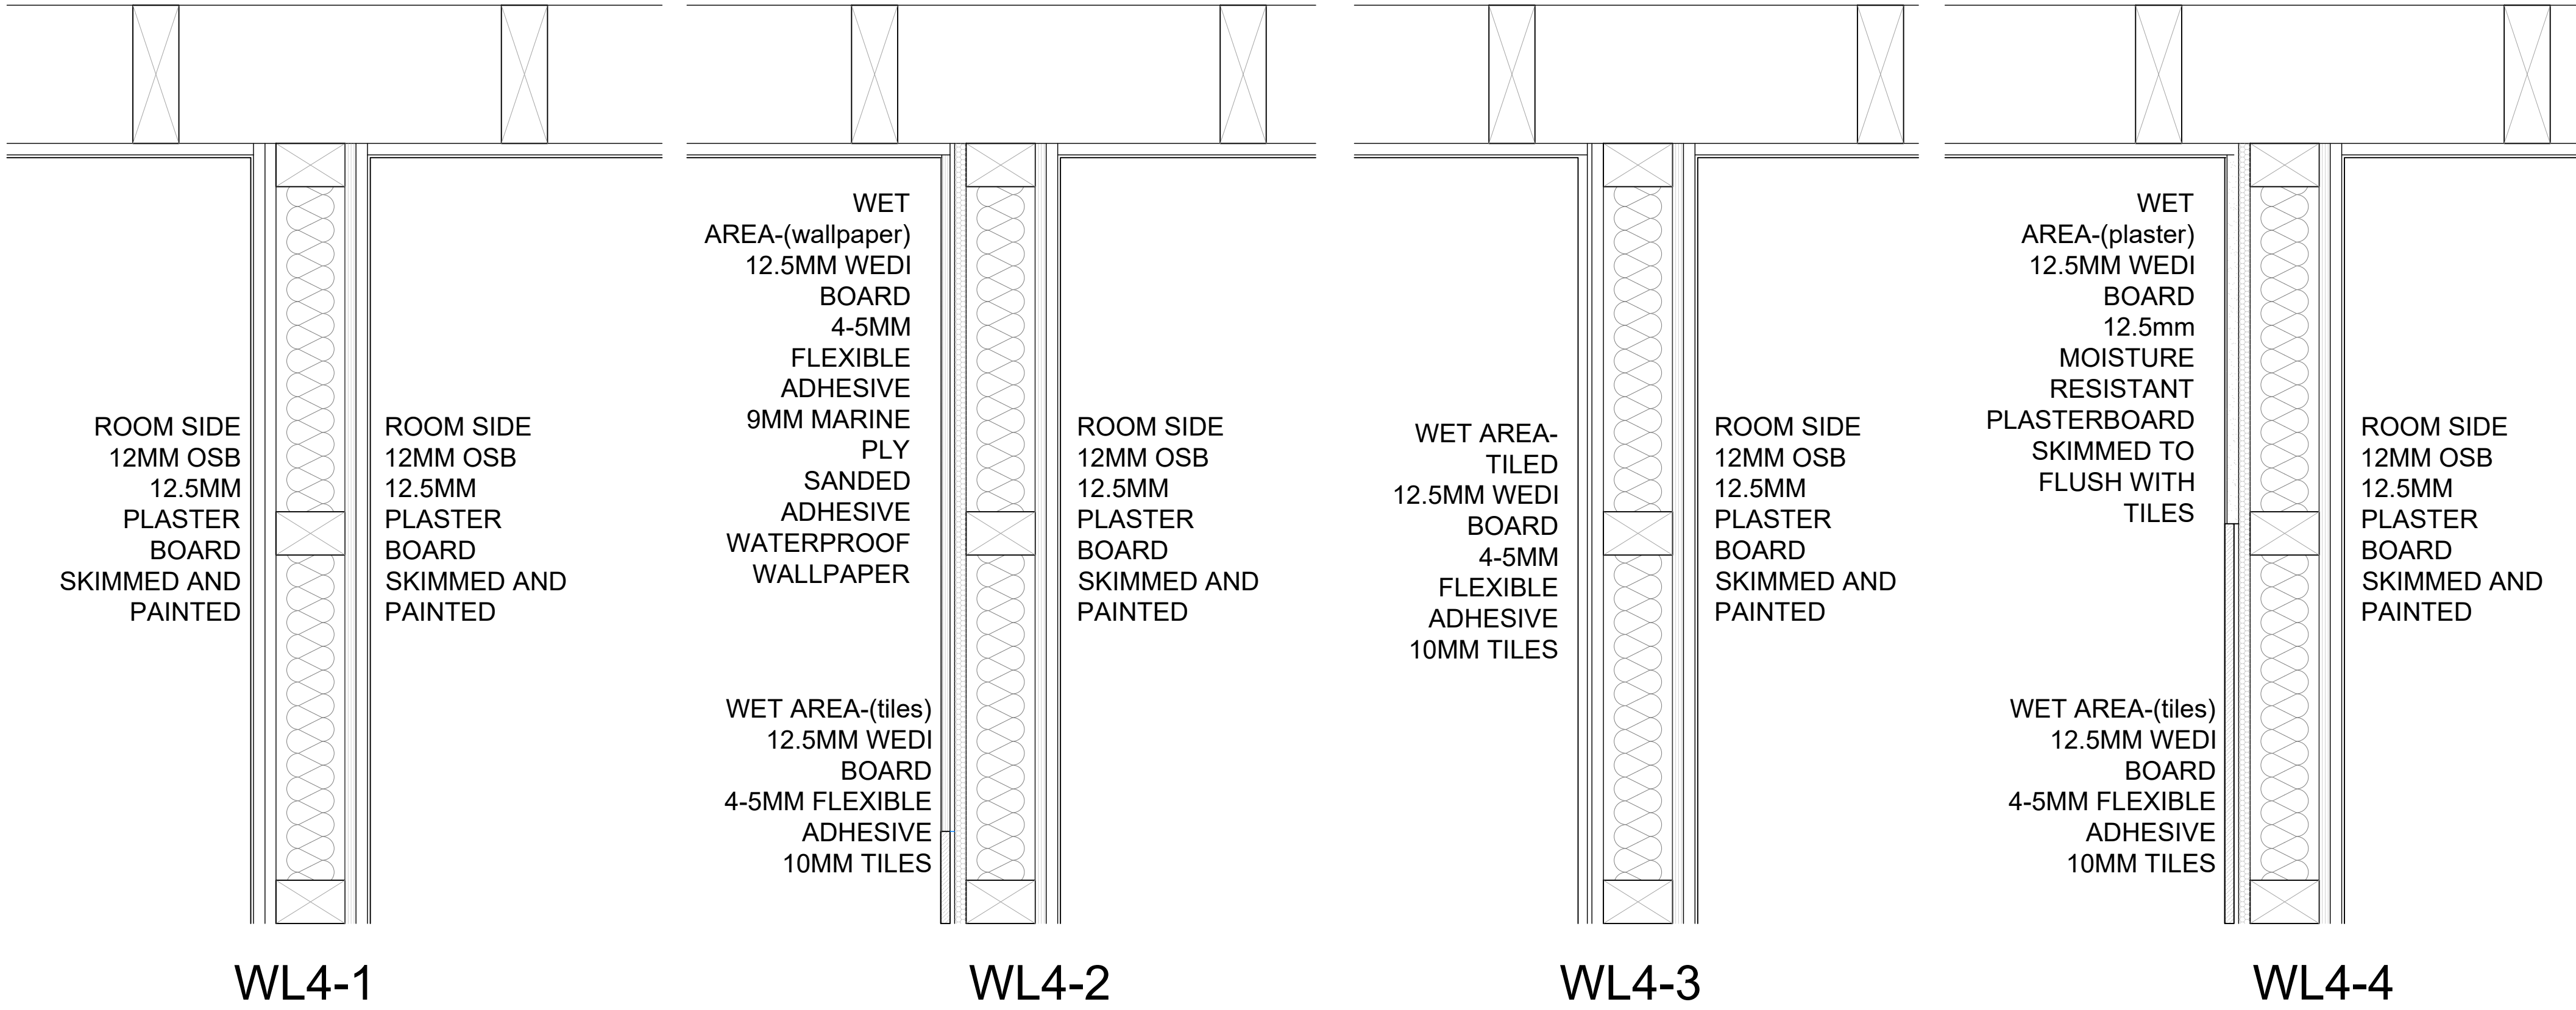 ROOM SIDE
12MM OSB
12.5MM
PLASTER
BOARD
SKIMMED AND
PAINTED
ROOM SIDE
12MM OSB
12.5MM
PLASTER
BOARD
SKIMMED AND
PAINTED
WL4-1
WET
AREA-(wallpaper)
12.5MM WEDI
BOARD
4-5MM
FLEXIBLE
ADHESIVE
9MM MARINE
PLY
SANDED
ADHESIVE
WATERPROOF
WALLPAPER
WET AREA-(tiles)
12.5MM WEDI
BOARD
4-5MM FLEXIBLE
ADHESIVE
10MM TILES
ROOM SIDE
12MM OSB
12.5MM
PLASTER
BOARD
SKIMMED AND
PAINTED
WL4-2
WET AREA-
TILED
12.5MM WEDI
BOARD
4-5MM
FLEXIBLE
ADHESIVE
10MM TILES
ROOM SIDE
12MM OSB
12.5MM
PLASTER
BOARD
SKIMMED AND
PAINTED
WL4-3
WET
AREA-(plaster)
12.5MM WEDI
BOARD
12.5mm
MOISTURE
RESISTANT
PLASTERBOARD
SKIMMED TO
FLUSH WITH
TILES
WET AREA-(tiles)
12.5MM WEDI
BOARD
4-5MM FLEXIBLE
ADHESIVE
10MM TILES
ROOM SIDE
12MM OSB
12.5MM
PLASTER
BOARD
SKIMMED AND
PAINTED
WL4-4